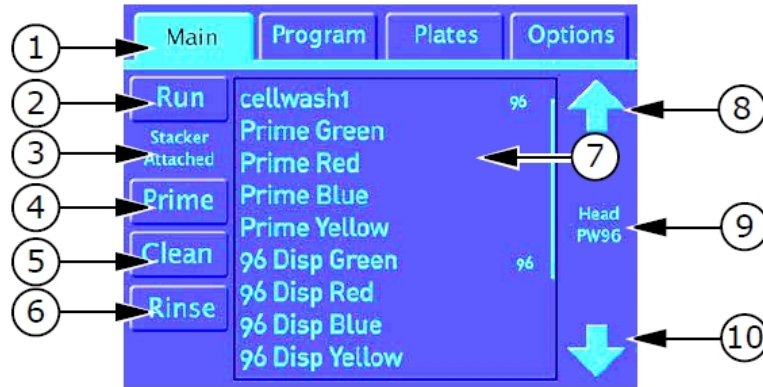 Main Program Plates Options
1
Run cellwash1 96
2
8
Stacker
Attached
3
Prime Green
Prime Red
7
Prime
4
Prime Blue
Head
PW96
9
Prime Yellow
Clean
5
96 Disp Green 96
Rinse
6
96 Disp Red
96 Disp Blue
10
96 Disp Yellow